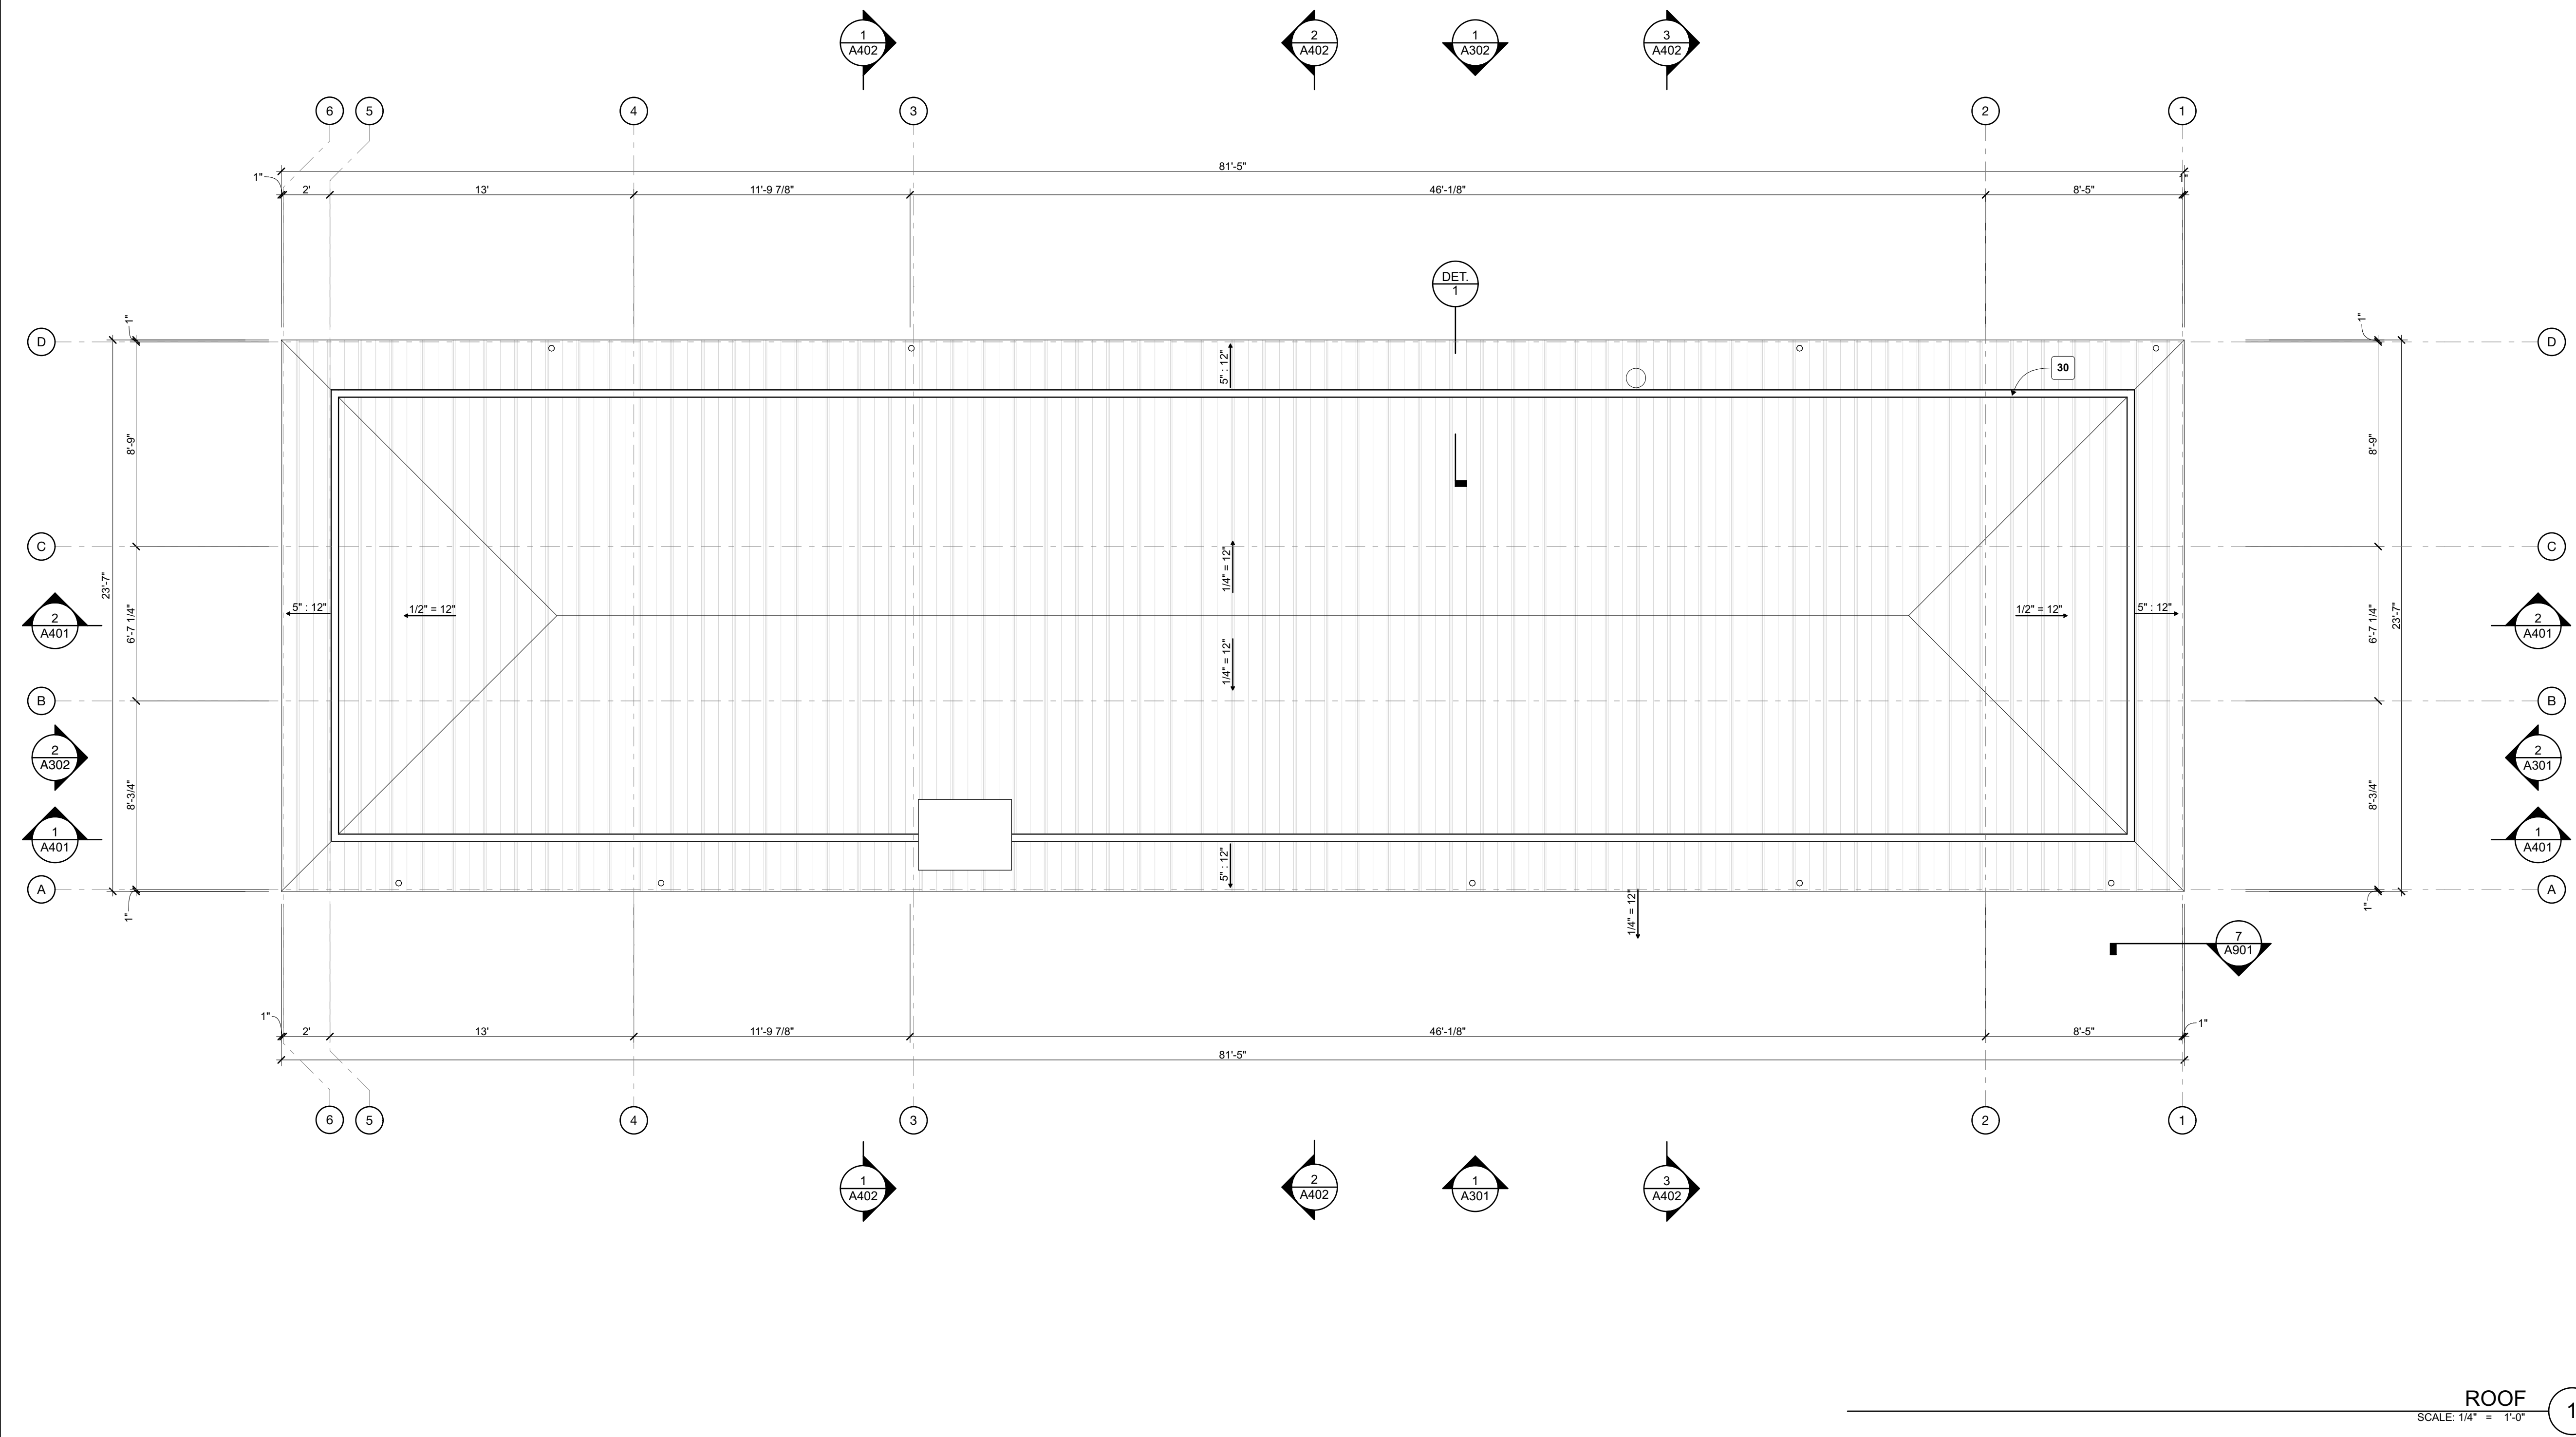 1
A402
2
A402
1
A302
3
A402
6
5
4
3
2
1
81'-5"
1"
2'
13'
11'-9 7/8"
46'-1/8"
8'-5"
1"
DET.
1
1"
1"
D
D
5" : 12"
30
8'-9"
8'-9"
C
C
1/4" = 12"
23'-7"
23'-7"
2
A401
6'-7 1/4"
5" : 12"
1/2" = 12"
1/2" = 12"
5" : 12"
6'-7 1/4"
2
A401
1/4" = 12"
B
B
2
A302
2
A301
8'-3/4"
8'-3/4"
1
A401
1
A401
5" : 12"
A
A
1"
1/4" = 12"
1"
7
A901
1"
2'
13'
11'-9 7/8"
46'-1/8"
8'-5"
1"
81'-5"
6
5
4
3
2
1
1
A402
2
A402
1
A301
3
A402
ROOF
SCALE: 1/4" = 1'-0"
1